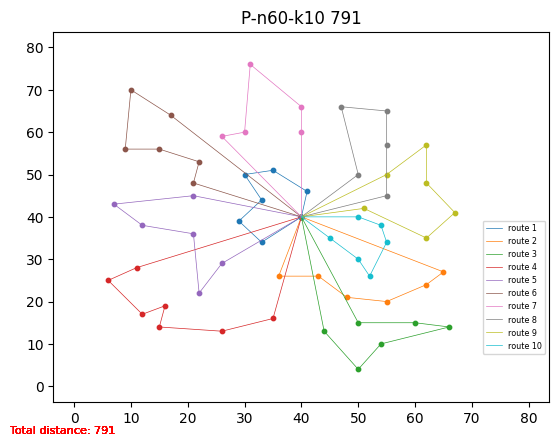 P-n60-k10 791
80
70
60
50
40
30
20
10
0
route 1
route 2
route 3
route 4
route 5
route 6
route 7
route 8
route 9
route 10
0 10 20 30 40 50 60 70 80
Total distance: 791